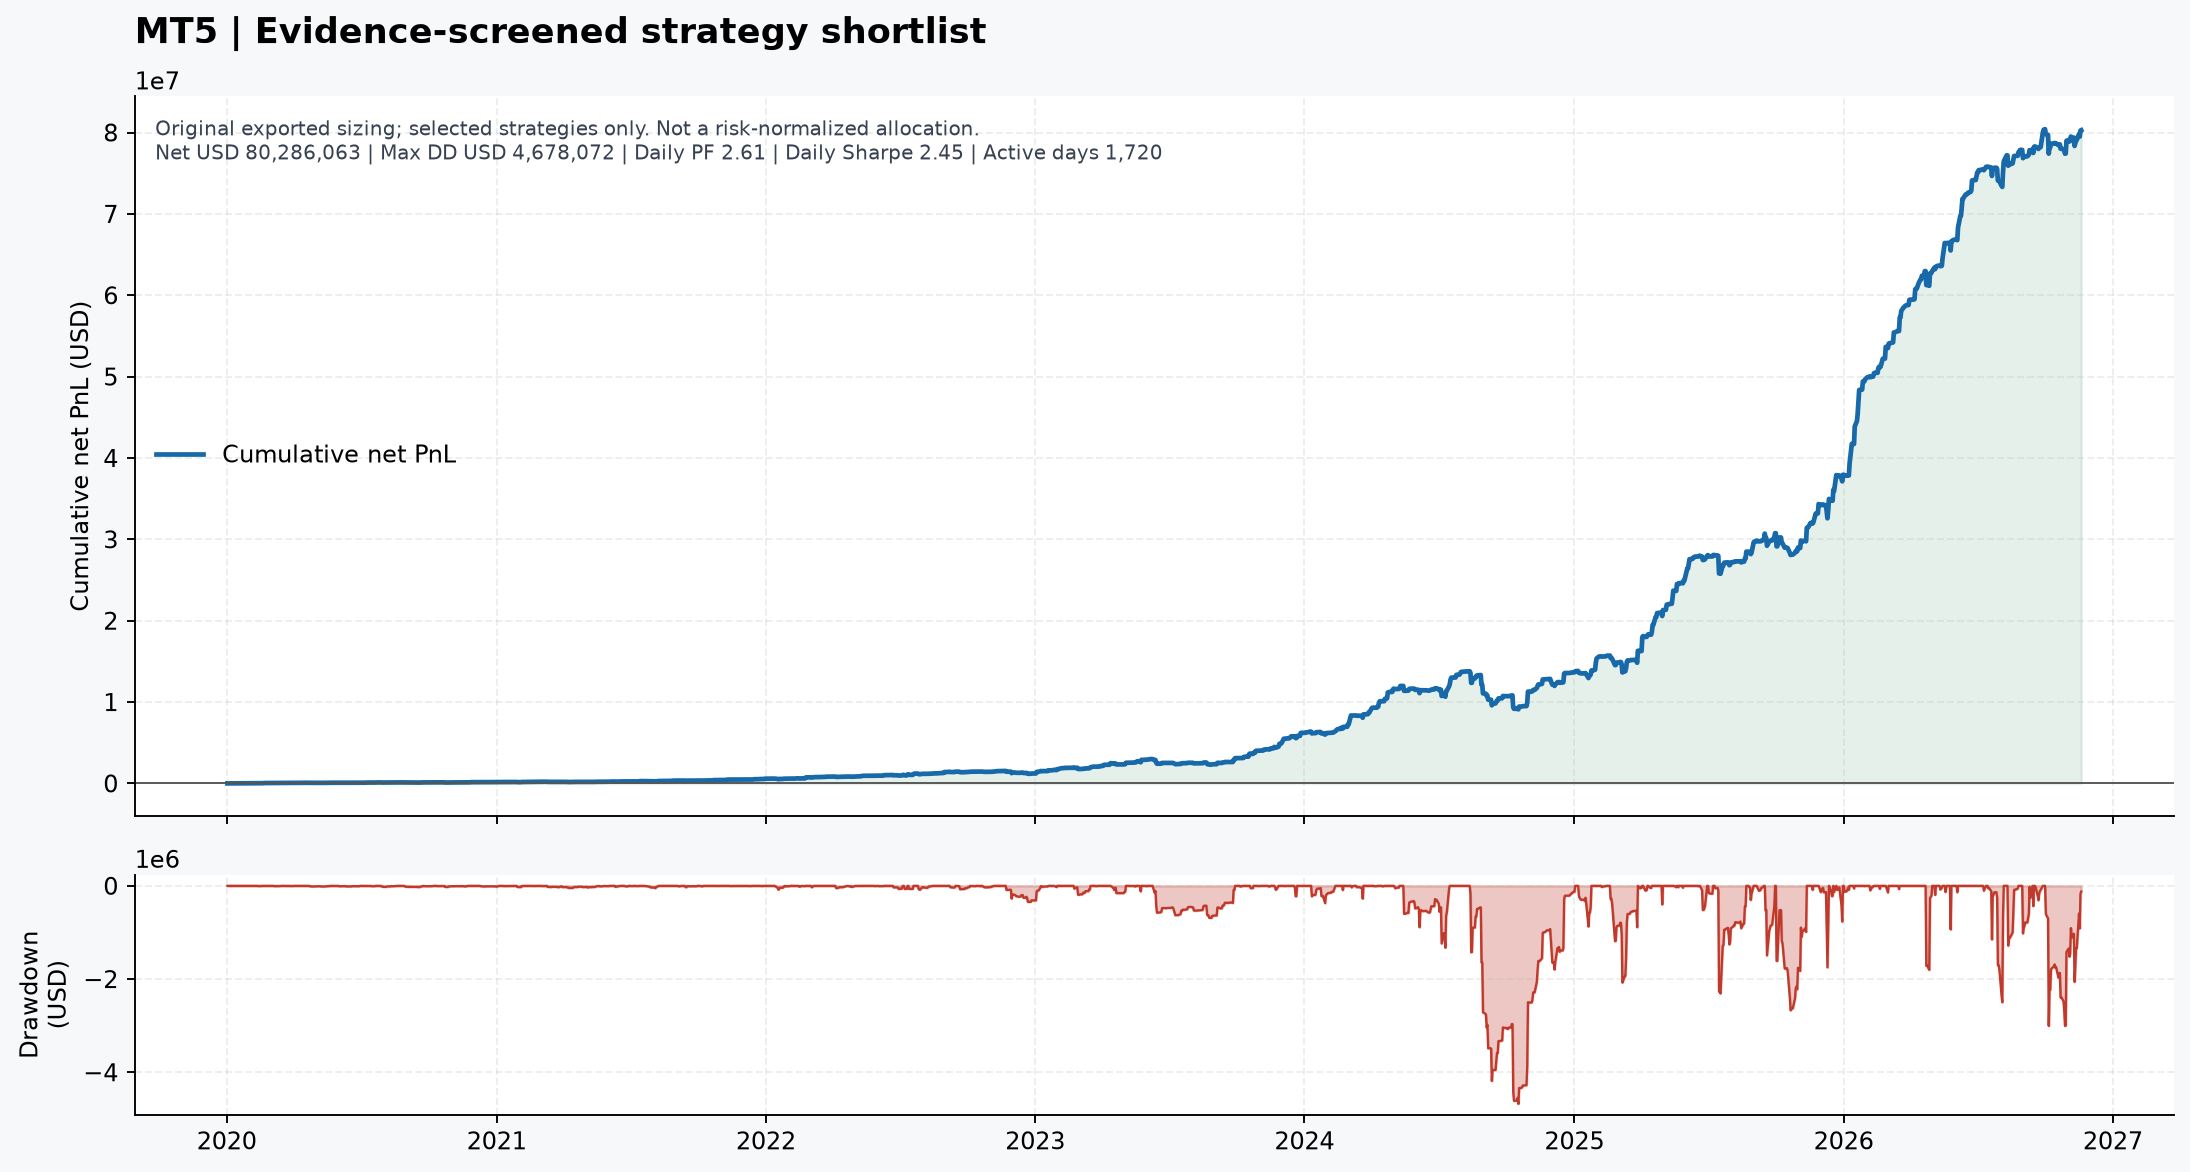 MT5 | Evidence-screened strategy shortlist
1e7
Original exported sizing; selected strategies only. Not a risk-normalized allocation.
Net USD 80,286,063 | Max DD USD 4,678,072 | Daily PF 2.61 | Daily Sharpe 2.45 | Active days 1,720
8
7
6
5
4
3
2
1
0
Cumulative net PnL (USD)
Cumulative net PnL
1e6
0
−2
−4
Drawdown
(USD)
2020
2021
2022
2023
2024
2025
2026
2027